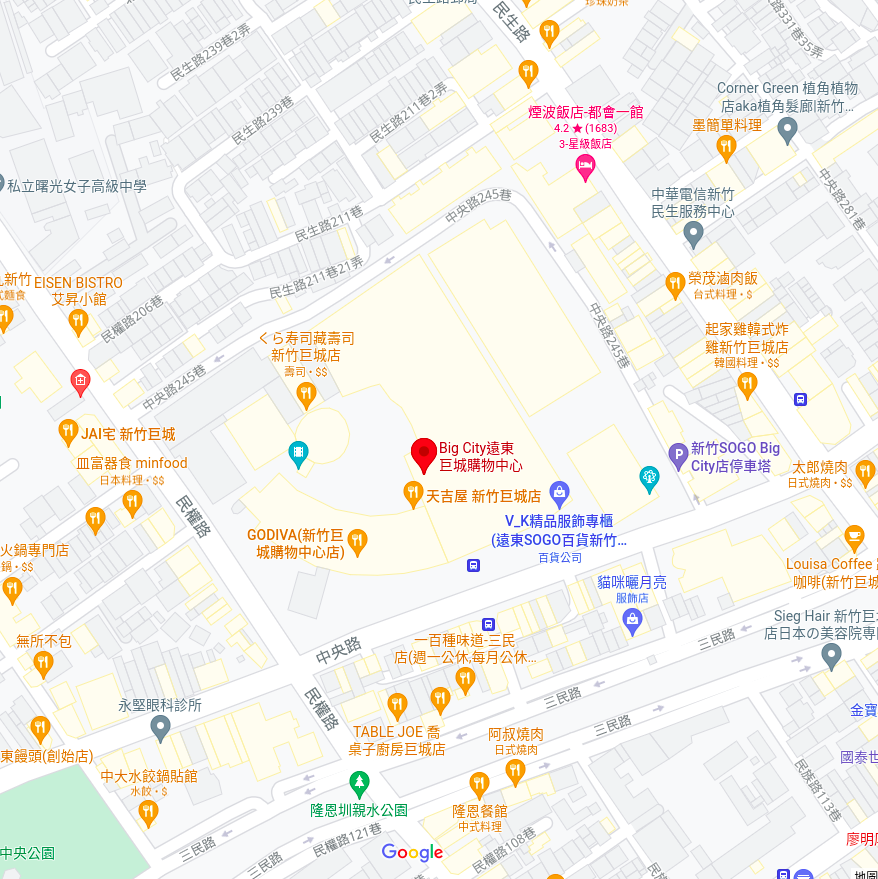 珍珠奶茶
民生路
民生路239巷2弄
民生路331巷35弄
Corner Green 植角植物
店aka植角髮廊|新竹...
民生路239巷
民生路211巷2弄
煙波飯店-都會一館
4.2 ★ (1683)
3-星級飯店
墨簡單料理
私立曙光女子高級中學
中華電信新竹
民生服務中心
民生路281巷
中央路245巷
民生路211巷
民生路211巷21弄
新竹
EISEN BISTRO
艾昇小館
式麵食
民權路206巷
榮茂滷肉飯
台式料理 • $
中央路245巷
起家雞韓式炸
雞新竹巨城店
韓國料理 • $$
くら寿司藏壽司
新竹巨城店
壽司 • $$
中央路245巷
JAI宅 新竹巨城
Big City遠東
巨城購物中心
新竹SOGO Big
City店停車塔
皿富器食 minfood
日本料理 • $$
太郎燒肉
日式燒肉 • $$
民權路
天吉屋 新竹巨城店
V_K精品服飾專櫃
(遠東SOGO百貨新竹...
百貨公司
GODIVA(新竹巨
城購物中心店)
火鍋專門店
鍋 • $$
Louisa Coffee
咖啡(新竹巨城
貓咪曬月亮
服飾店
Sieg Hair 新竹巨
店日本の美容院專
無所不包
中央路
一百種味道-三民
店(週一公休,每月公休...
三民路
民權路
三民路
永堅眼科診所
金寶
三民路
TABLE JOE 喬
桌子廚房巨城店
阿叔燒肉
日式燒肉
東饅頭(創始店)
國泰世
中大水餃鍋貼館
水餃 • $
民族路113巷
隆恩圳親水公園
隆恩餐館
中式料理
三民路
民權路121巷
廖明
中央公園
三民路
Google
民權路108巷
地圖